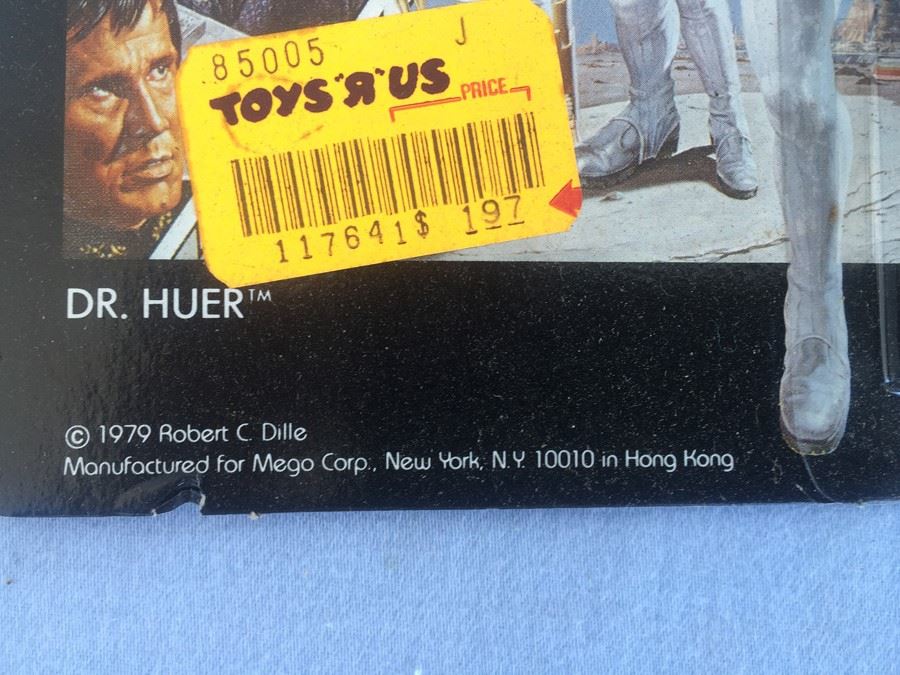 85005 J
TOYS "Я" US
PRICE
117641$ 197
DR. HUER™
© 1979 Robert C. Dille
Manufactured for Mego Corp., New York, N.Y. 10010 in Hong Kong